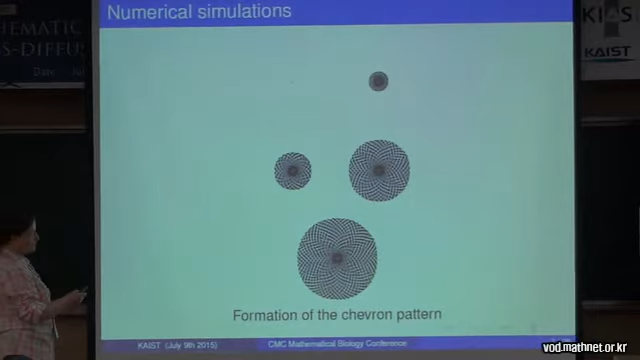 Numerical simulations
Formation of the chevron pattern
KAIST (July 9th 2015)
CMC Mathematical Biology Conference
KAIST
vod.mathnet.or.kr